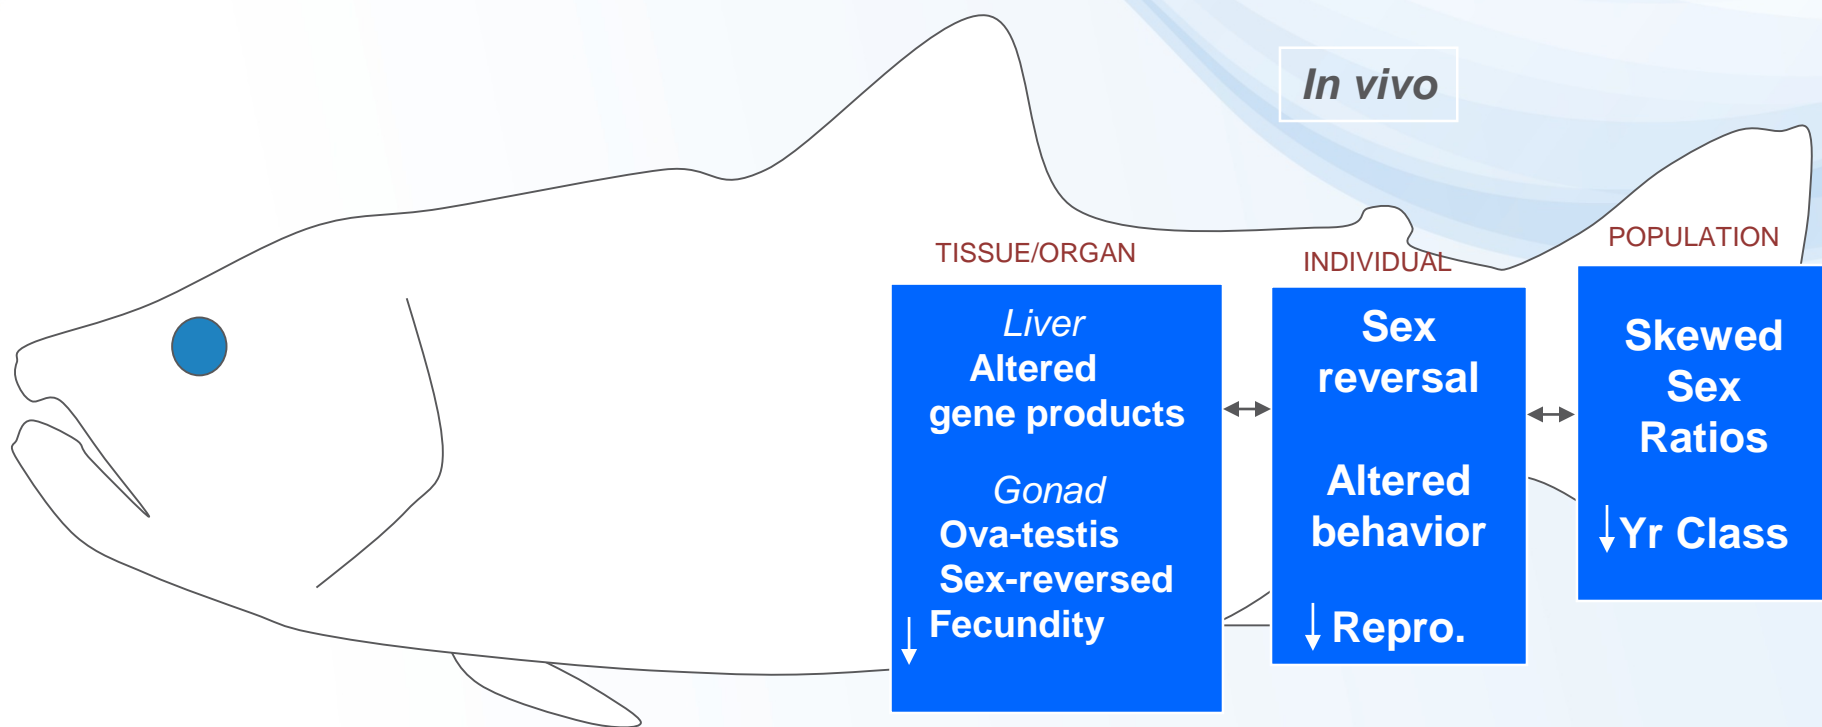 In vivo
TISSUE/ORGAN
Liver
Altered
gene products
Gonad
Ova-testis
Sex-reversed
↓ Fecundity
INDIVIDUAL
Sex
reversal
Altered
behavior
↓ Repro.
POPULATION
Skewed
Sex
Ratios
↓ Yr Class